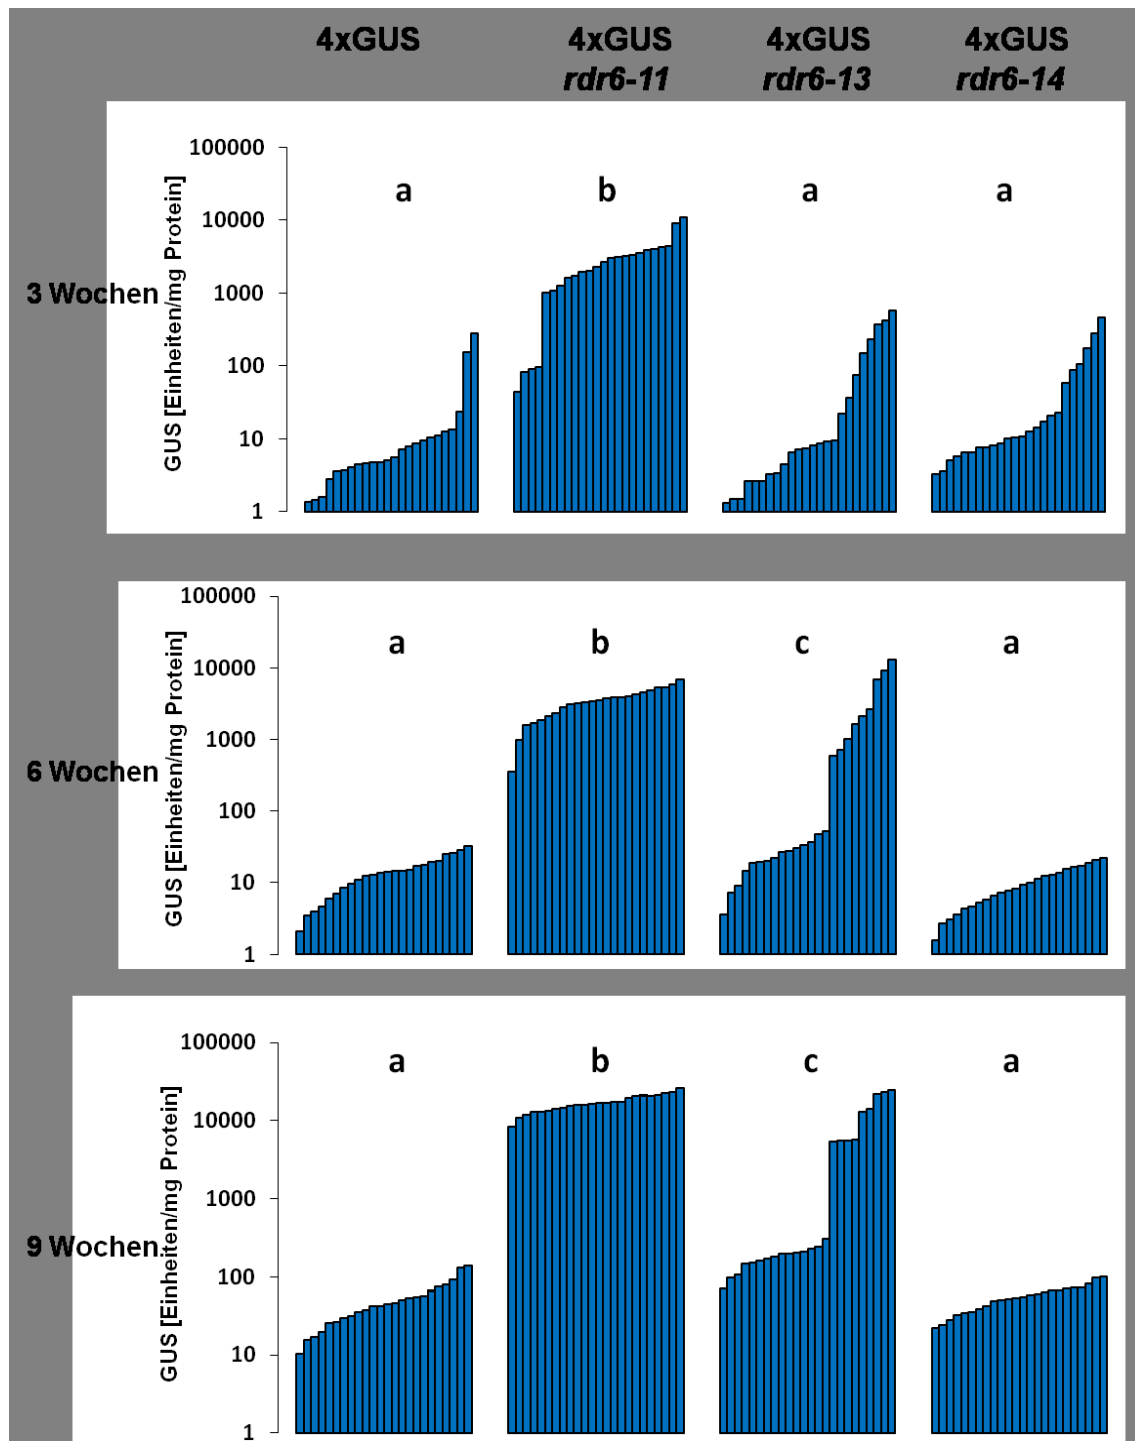 4xGUS 4xGUS 4xGUS 4xGUS
rdr6-11 rdr6-13 rdr6-14
3 Wochen
GUS [Einheiten/mg Protein]
100000
10000
1000
100
10
1
a b a a
6 Wochen
GUS [Einheiten/mg Protein]
100000
10000
1000
100
10
1
a b c a
9 Wochen
GUS [Einheiten/mg Protein]
100000
10000
1000
100
10
1
a b c a